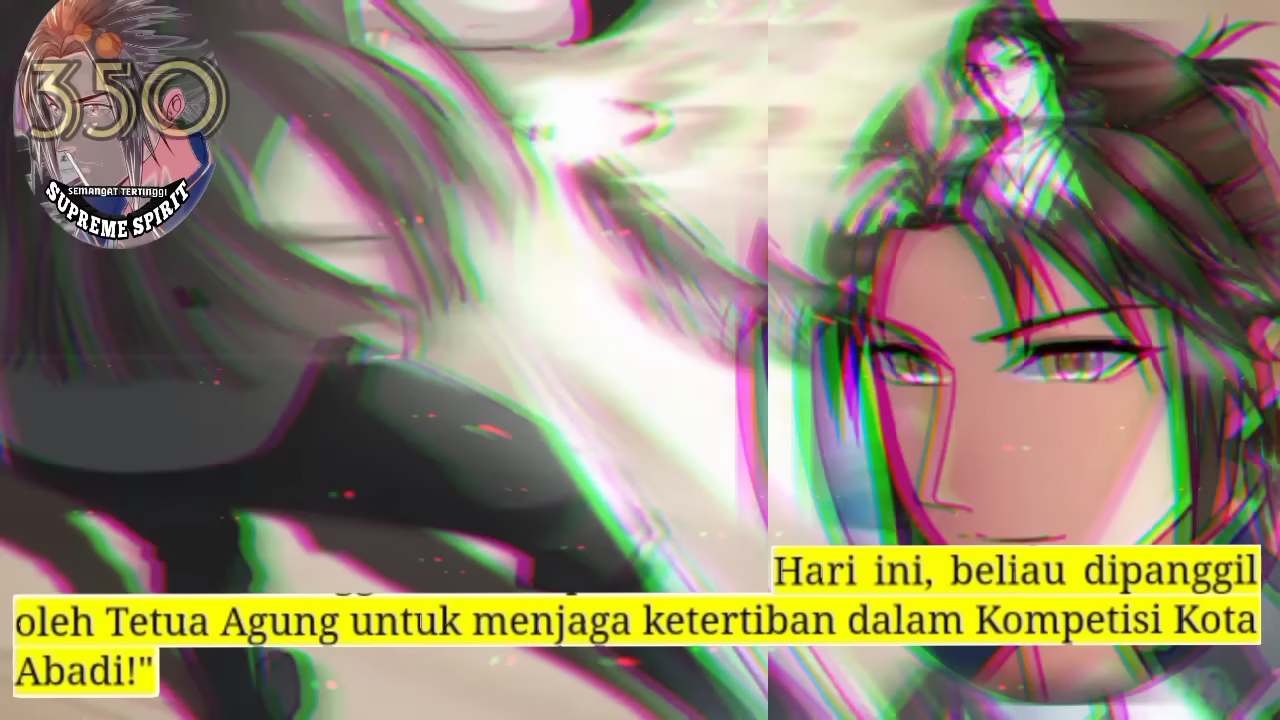 350
SEMANGAT TERTINGGI
SUPREME SPIRIT
Hari ini, beliau dipanggil
oleh Tetua Agung untuk menjaga ketertiban dalam Kompetisi Kota
Abadi!"